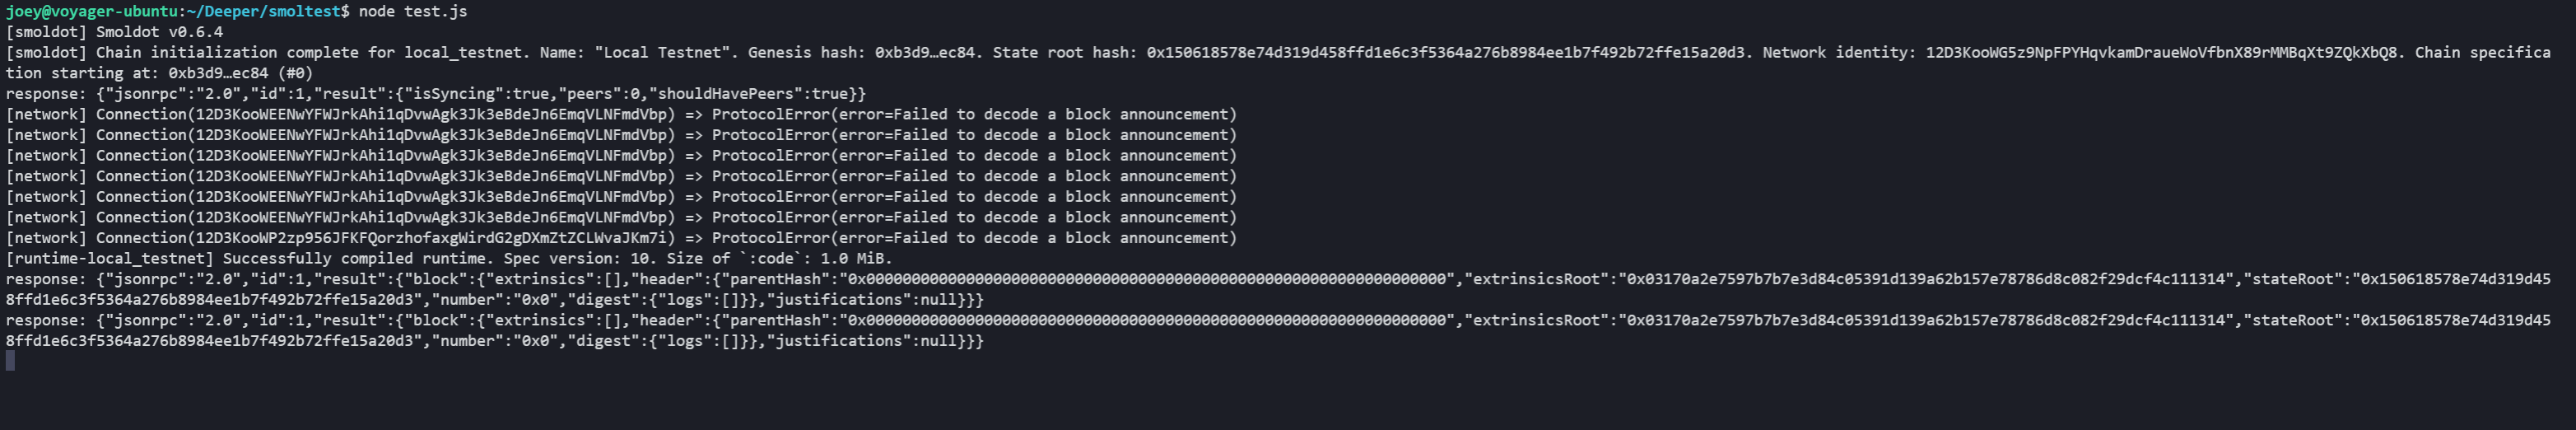 joey@voyager-ubuntu:~/Deeper/smoltest$ node test.js
[smoldot] Smoldot v0.6.4
[smoldot] Chain initialization complete for local_testnet. Name: "Local Testnet". Genesis hash: 0xb3d9…ec84. State root hash: 0x150618578e74d319d458ffd1e6c3f5364a276b8984ee1b7f492b72ffe15a20d3. Network identity: 12D3KooWG5z9NpFPYHqvkamDraueWoVfbnX89rMMBqXt9ZQkXbQ8. Chain specifica
tion starting at: 0xb3d9…ec84 (#0)
response: {"jsonrpc":"2.0","id":1,"result":{"isSyncing":true,"peers":0,"shouldHavePeers":true}}
[network] Connection(12D3KooWEENwYFWJrkAhi1qDvwAgk3Jk3eBdeJn6EmqVLNFmdVbp) => ProtocolError(error=Failed to decode a block announcement)
[network] Connection(12D3KooWEENwYFWJrkAhi1qDvwAgk3Jk3eBdeJn6EmqVLNFmdVbp) => ProtocolError(error=Failed to decode a block announcement)
[network] Connection(12D3KooWEENwYFWJrkAhi1qDvwAgk3Jk3eBdeJn6EmqVLNFmdVbp) => ProtocolError(error=Failed to decode a block announcement)
[network] Connection(12D3KooWEENwYFWJrkAhi1qDvwAgk3Jk3eBdeJn6EmqVLNFmdVbp) => ProtocolError(error=Failed to decode a block announcement)
[network] Connection(12D3KooWEENwYFWJrkAhi1qDvwAgk3Jk3eBdeJn6EmqVLNFmdVbp) => ProtocolError(error=Failed to decode a block announcement)
[network] Connection(12D3KooWEENwYFWJrkAhi1qDvwAgk3Jk3eBdeJn6EmqVLNFmdVbp) => ProtocolError(error=Failed to decode a block announcement)
[network] Connection(12D3KooWP2zp956JFKFQorzhofaxgWirdG2gDXmZtZCLWvaJKm7i) => ProtocolError(error=Failed to decode a block announcement)
[runtime-local_testnet] Successfully compiled runtime. Spec version: 10. Size of `:code`: 1.0 MiB.
response: {"jsonrpc":"2.0","id":1,"result":{"block":{"extrinsics":[],"header":{"parentHash":"0x0000000000000000000000000000000000000000000000000000000000000000","extrinsicsRoot":"0x03170a2e7597b7b7e3d84c05391d139a62b157e78786d8c082f29dcf4c111314","stateRoot":"0x150618578e74d319d45
8ffd1e6c3f5364a276b8984ee1b7f492b72ffe15a20d3","number":"0x0","digest":{"logs":[]}},"justifications":null}}}
response: {"jsonrpc":"2.0","id":1,"result":{"block":{"extrinsics":[],"header":{"parentHash":"0x0000000000000000000000000000000000000000000000000000000000000000","extrinsicsRoot":"0x03170a2e7597b7b7e3d84c05391d139a62b157e78786d8c082f29dcf4c111314","stateRoot":"0x150618578e74d319d45
8ffd1e6c3f5364a276b8984ee1b7f492b72ffe15a20d3","number":"0x0","digest":{"logs":[]}},"justifications":null}}}